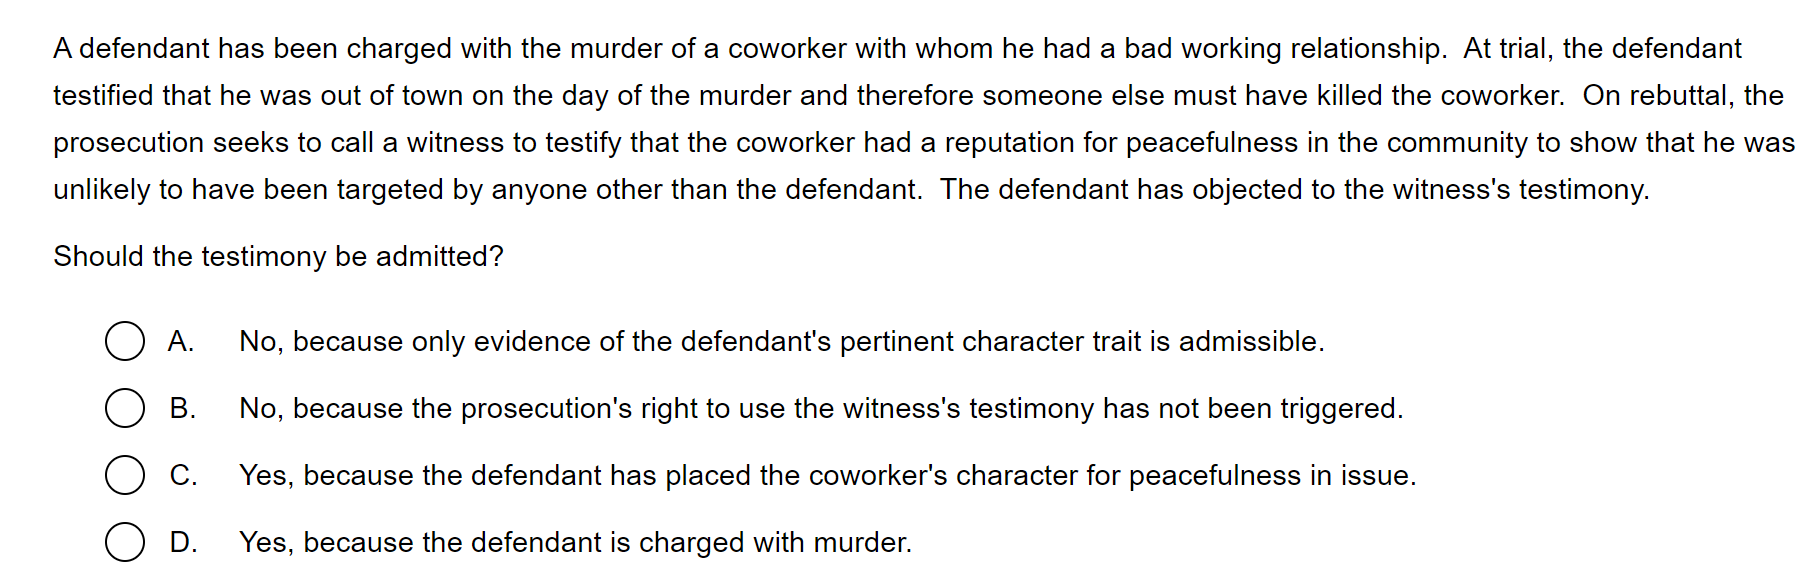 A defendant has been charged with the murder of a coworker with whom he had a bad working relationship.  At trial, the defendant
testified that he was out of town on the day of the murder and therefore someone else must have killed the coworker.  On rebuttal, the
prosecution seeks to call a witness to testify that the coworker had a reputation for peacefulness in the community to show that he was
unlikely to have been targeted by anyone other than the defendant.  The defendant has objected to the witness's testimony.
Should the testimony be admitted?
A. No, because only evidence of the defendant's pertinent character trait is admissible.
B. No, because the prosecution's right to use the witness's testimony has not been triggered.
C. Yes, because the defendant has placed the coworker's character for peacefulness in issue.
D. Yes, because the defendant is charged with murder.